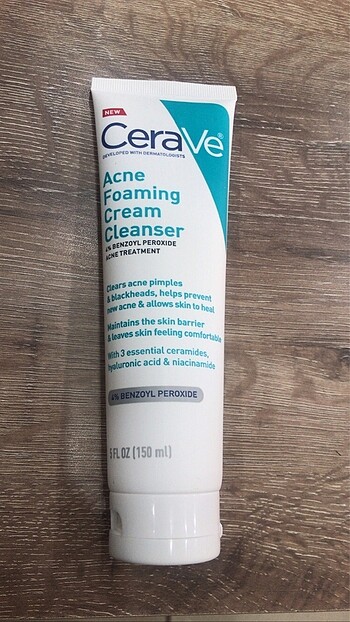 NEW
CeraVe®
DEVELOPED WITH DERMATOLOGISTS
Acne
Foaming
Cream
Cleanser
4% BENZOYL PEROXIDE
ACNE TREATMENT
Clears acne pimples
& blackheads, helps prevent
new acne & allows skin to heal
Maintains the skin barrier
& leaves skin feeling comfortable
With 3 essential ceramides,
hyaluronic acid & niacinamide
4% BENZOYL PEROXIDE
5 FL OZ (150 ml)